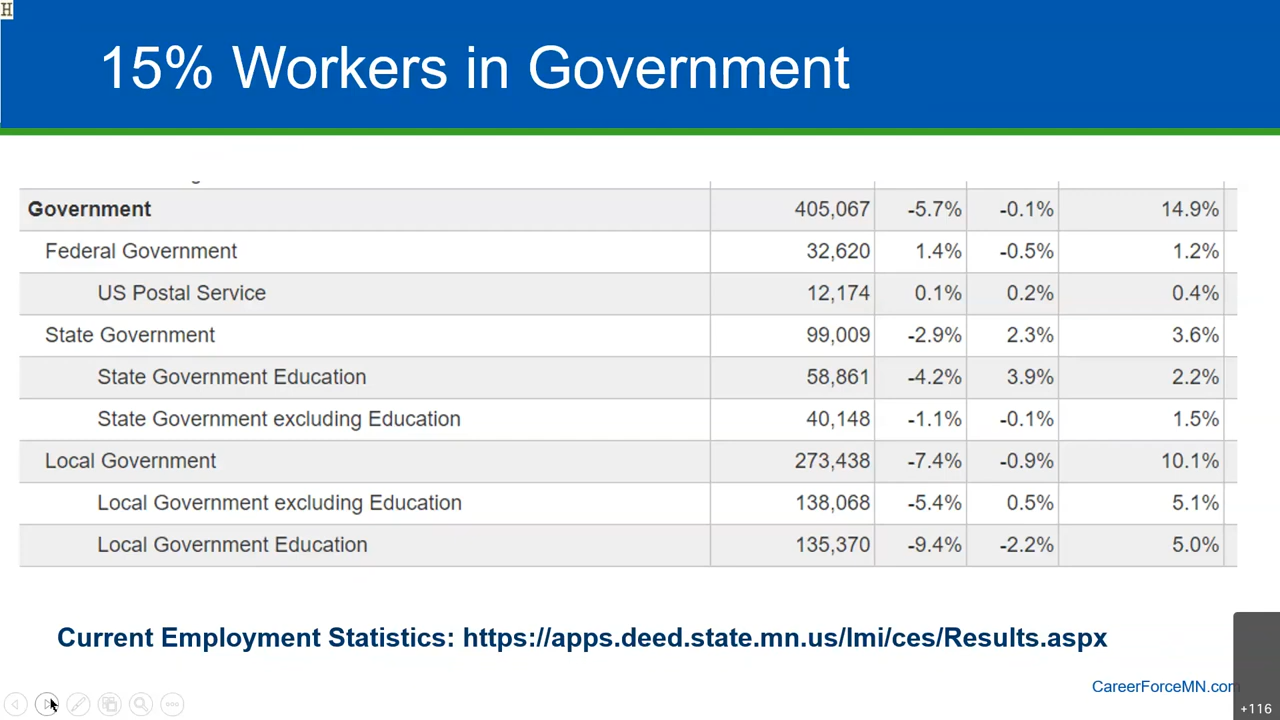 H
15% Workers in Government
Government 405,067 -5.7% -0.1% 14.9%
Federal Government 32,620 1.4% -0.5% 1.2%
US Postal Service 12,174 0.1% 0.2% 0.4%
State Government 99,009 -2.9% 2.3% 3.6%
State Government Education 58,861 -4.2% 3.9% 2.2%
State Government excluding Education 40,148 -1.1% -0.1% 1.5%
Local Government 273,438 -7.4% -0.9% 10.1%
Local Government excluding Education 138,068 -5.4% 0.5% 5.1%
Local Government Education 135,370 -9.4% -2.2% 5.0%
Current Employment Statistics: https://apps.deed.state.mn.us/lmi/ces/Results.aspx
CareerForceMN.com
+116